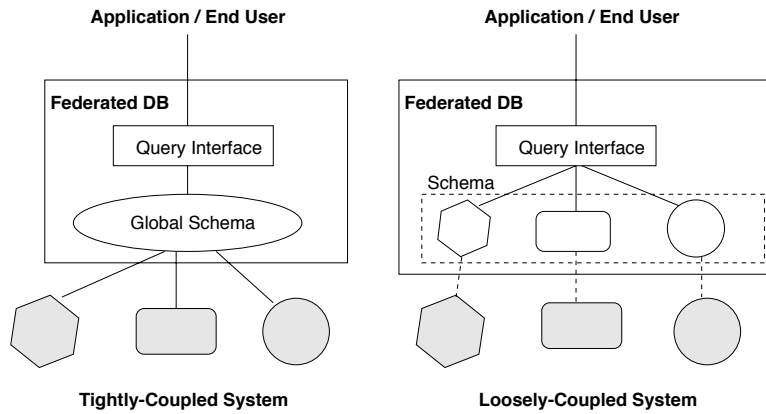 Application / End User
Federated DB
Query Interface
Global Schema
Tightly-Coupled System
Application / End User
Federated DB
Query Interface
Schema
Loosely-Coupled System